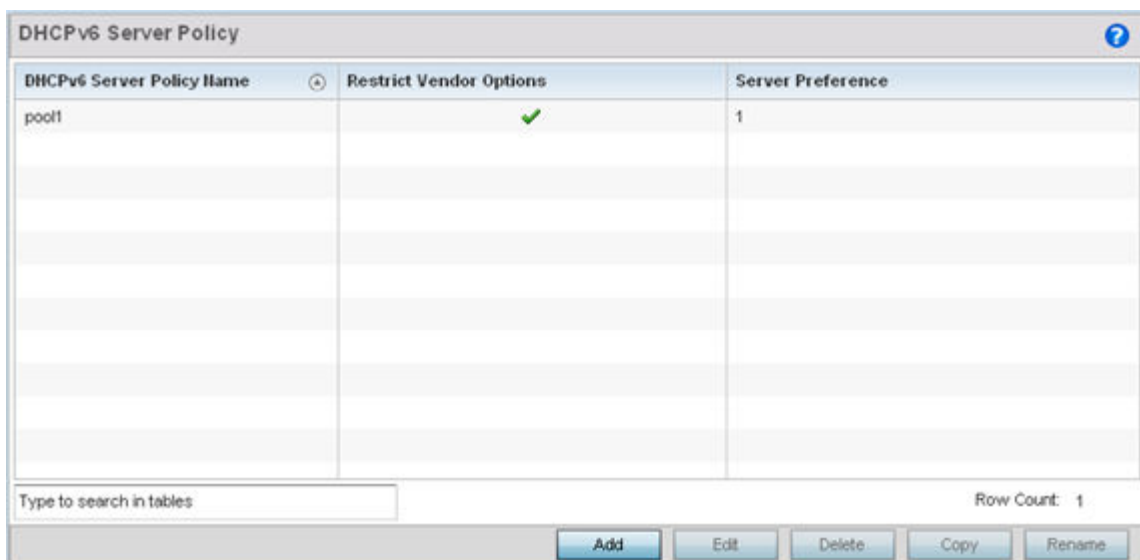 DHCPv6 Server Policy
DHCPv6 Server Policy Name Restrict Vendor Options Server Preference
pool1 1
Type to search in tables Row Count: 1
Add Edit Delete Copy Rename